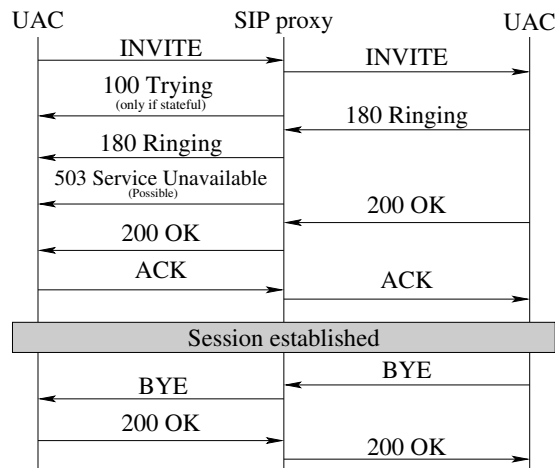 UAC SIP proxy UAC
INVITE
INVITE
100 Trying
(only if stateful)
180 Ringing
180 Ringing
503 Service Unavailable
(Possible)
200 OK
200 OK
ACK
ACK
Session established
BYE
BYE
200 OK
200 OK